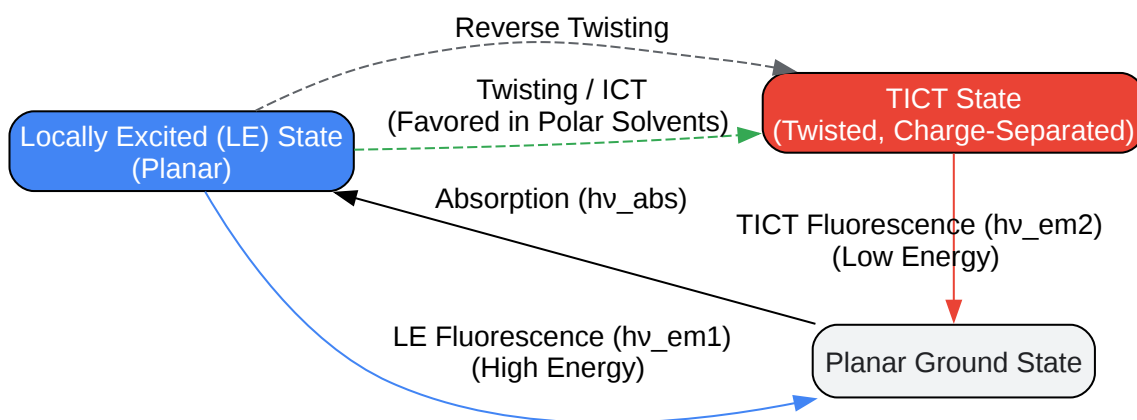 Reverse Twisting
Twisting / ICT
(Favored in Polar Solvents)
TICT State
(Twisted, Charge-Separated)
Locally Excited (LE) State
(Planar)
Absorption (hν_abs)
TICT Fluorescence (hν_em2)
(Low Energy)
LE Fluorescence (hν_em1)
(High Energy)
Planar Ground State